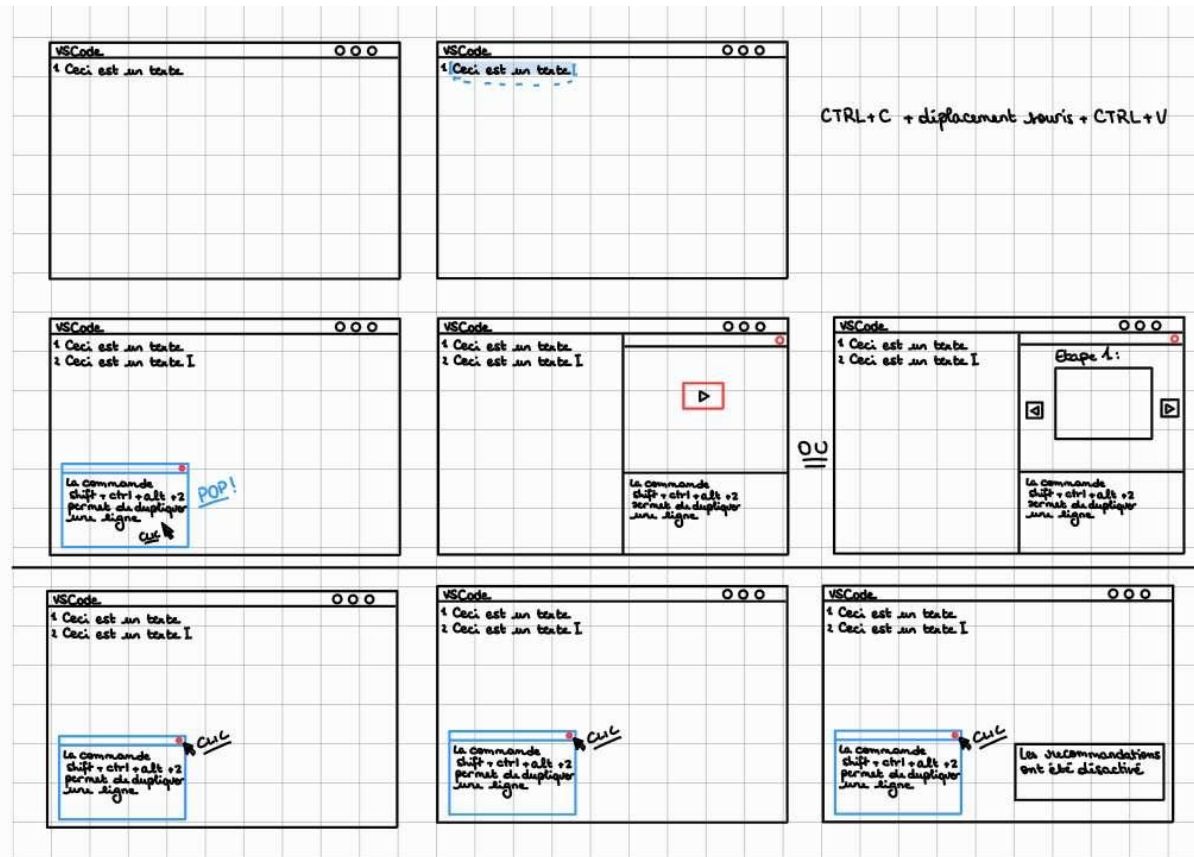 VSCode
1 Ceci est un texte
VSCode
1 Ceci est un texte
CTRL+C + déplacement souris + CTRL+V
VSCode
1 Ceci est un texte
2 Ceci est un texte
La commande
shift + ctrl + alt + 2
permet de dupliquer
une ligne
CLIC
POP!
VSCode
1 Ceci est un texte
2 Ceci est un texte
La commande
shift + ctrl + alt + 2
permet de dupliquer
une ligne
OU
VSCode
1 Ceci est un texte
2 Ceci est un texte
Etape 1:
La commande
shift + ctrl + alt + 2
permet de dupliquer
une ligne
VSCode
1 Ceci est un texte
2 Ceci est un texte
CLIC
La commande
shift + ctrl + alt + 2
permet de dupliquer
une ligne
VSCode
1 Ceci est un texte
2 Ceci est un texte
CLIC
La commande
shift + ctrl + alt + 2
permet de dupliquer
une ligne
VSCode
1 Ceci est un texte
2 Ceci est un texte
CLIC
La commande
shift + ctrl + alt + 2
permet de dupliquer
une ligne
Les recommandations
ont été désactivé